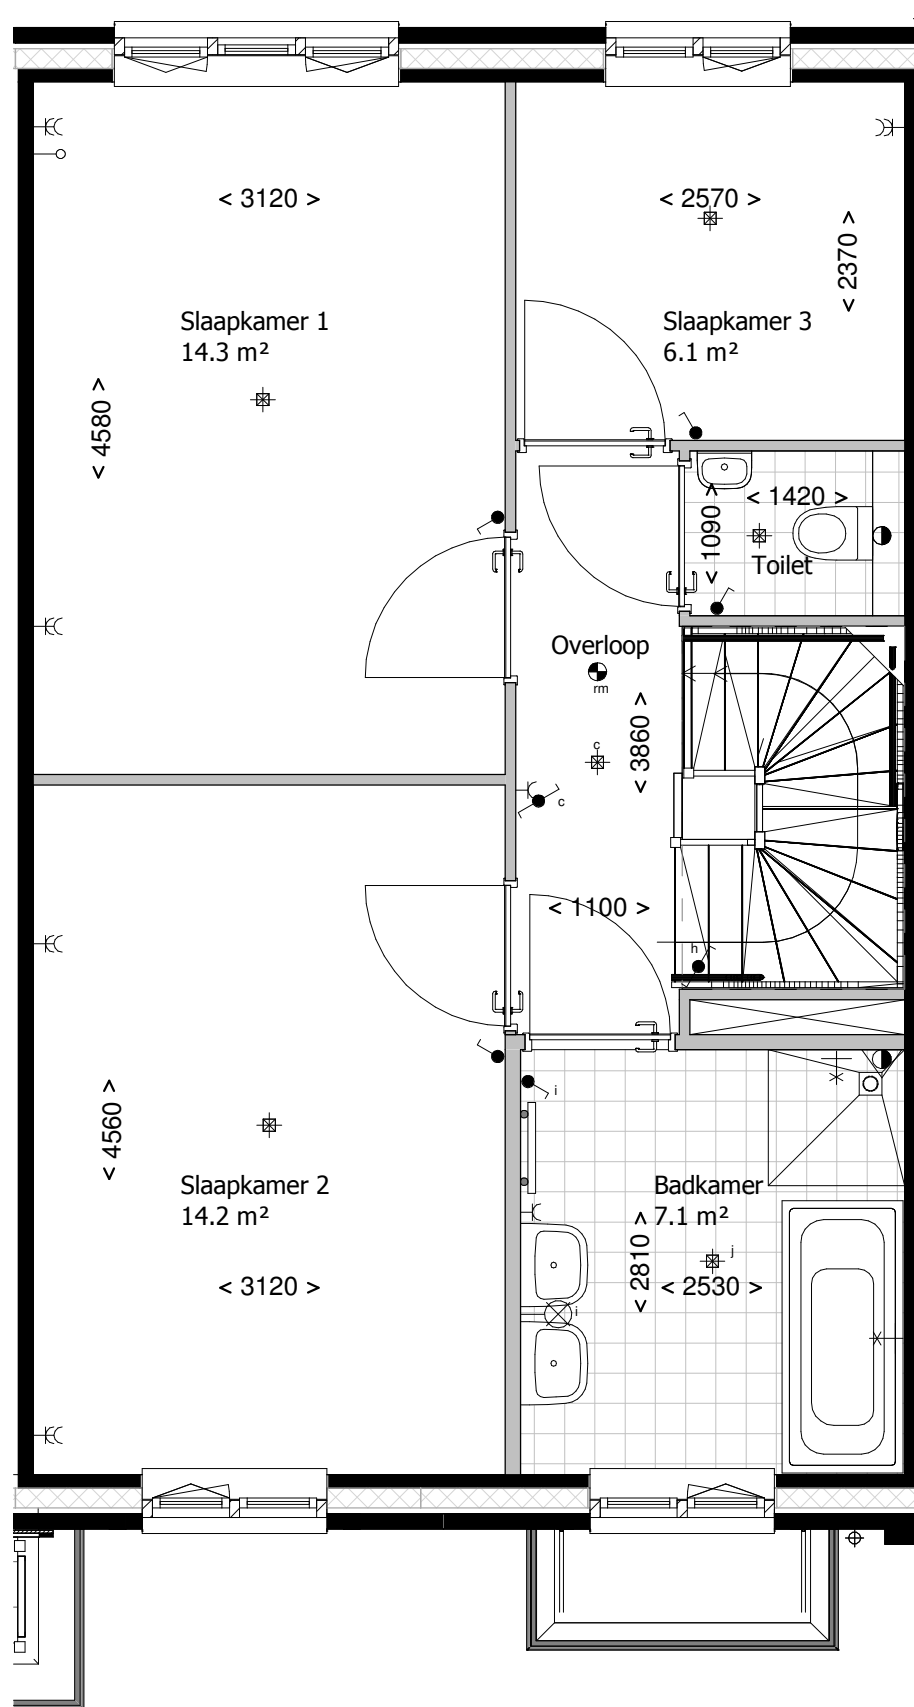 < 3120 >
< 2570 >
< 2370 >
Slaapkamer 1
14.3 m²
Slaapkamer 3
6.1 m²
< 4580 >
< 1420 >
< 1090 >
Toilet
Overloop
rm
< 3860 >
c
c
< 1100 >
h
i
< 4560 >
Slaapkamer 2
14.2 m²
Badkamer
7.1 m²
< 2810 >
j
< 3120 >
< 2530 >
i